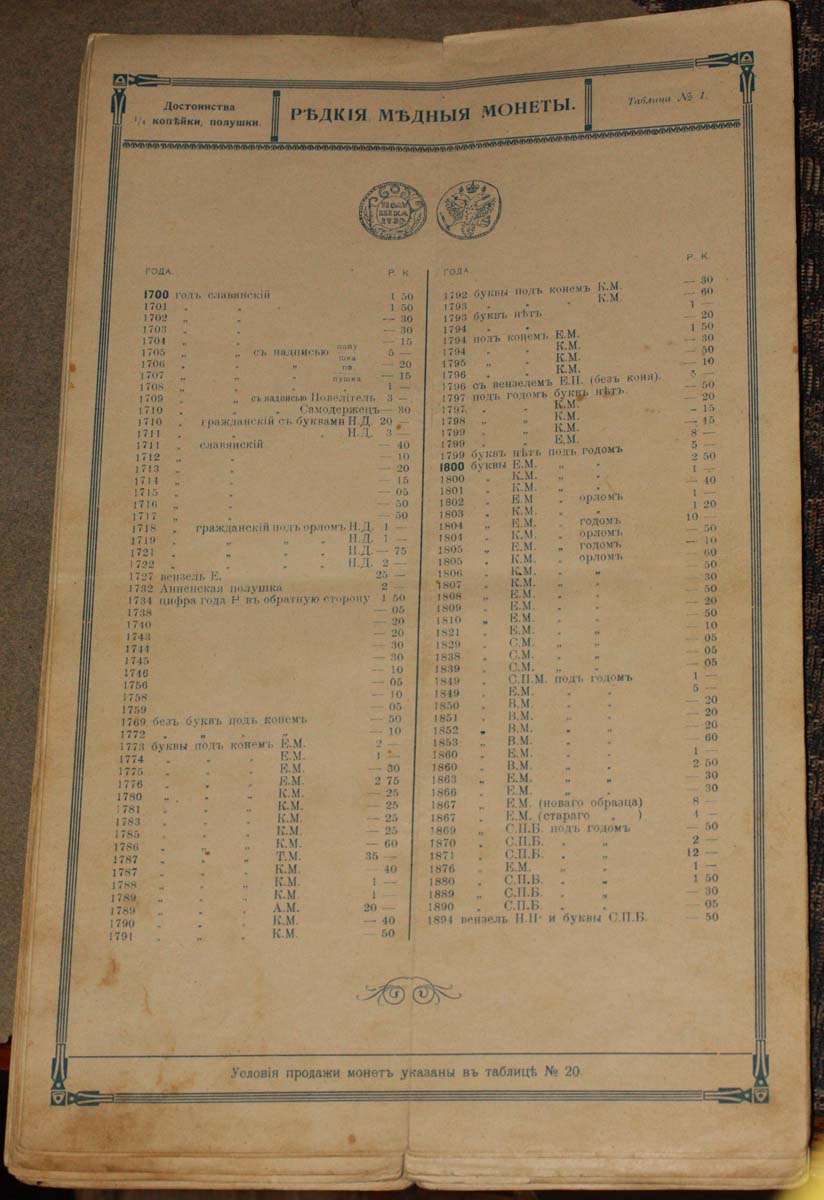 Достоинства
¼ копѣйки, полушки.
РѢДКІЯ МѢДНЫЯ МОНЕТЫ.
Таблица № 1.
ГОДА. Р. К.
1700 годъ славянскій 1 50
1701 „ „ 1 50
1702 „ „ — 30
1703 „ „ — 30
1704 „ „ — 15
1705 „ „ съ надписью 5 —
1706 „ „ „ — 20
1707 „ „ „ — 15
1708 „ „ „ пушка 1 —
1709 „ „ съ надписью Повелітель 3 —
1710 „ „ „ Самодержецъ — 30
1710 „ гражданскій съ буквами Н.Д. 20 —
1711 „ „ „ „ Н.Д. 3 —
1711 „ славянскій — 40
1712 „ „ — 10
1713 „ „ — 20
1714 „ „ — 15
1715 „ „ — 05
1716 „ „ — 50
1717 „ „ — 50
1718 „ гражданскій подъ орломъ Н.Д. 1 —
1719 „ „ „ „ Н.Д. 1 —
1721 „ „ „ „ Н.Д. — 75
1722 „ „ „ „ Н.Д. 2 —
1727 вензель Е. 25 —
1732 Анненская полушка 2 —
1734 цифра года въ обратную сторону 1 50
1738 — 05
1740 — 20
1743 — 20
1744 — 30
1745 — 30
1746 — 10
1756 — 05
1758 — 10
1759 — 05
1769 безъ буквъ подъ конемъ — 50
1772 „ „ „ „ — 10
1773 буквы подъ конемъ Е.М. 2 —
1774 „ „ „ Е.М. 1 —
1775 „ „ „ Е.М. — 30
1776 „ „ „ Е.М. 2 75
1780 „ „ „ К.М. — 25
1781 „ „ „ К.М. — 25
1783 „ „ „ К.М. — 25
1785 „ „ „ К.М. — 25
1786 „ „ „ К.М. — 60
1787 „ „ „ Т.М. 35 —
1787 „ „ „ К.М. — 40
1788 „ „ „ К.М. 1 —
1789 „ „ „ К.М. 1 —
1789 „ „ „ А.М. 20 —
1790 „ „ „ К.М. — 40
1791 „ „ „ К.М. — 50
ГОДА. Р. К.
1792 буквы подъ конемъ К.М. — 30
1793 „ „ „ К.М. — 60
1793 буквъ нѣтъ 1 —
1794 „ „ — 20
1794 подъ конемъ Е.М. 1 50
1794 „ „ К.М. — 30
1795 „ „ К.М. — 50
1796 „ „ К.М. — 10
1796 съ вензелемъ Е.II. (безъ коня). 5 —
1797 подъ годомъ буквъ нѣтъ. — 50
1797 „ „ К.М. — 20
1798 „ „ К.М. — 15
1799 „ „ К.М. — 15
1799 „ „ Е.М. 8 —
1799 буквъ нѣтъ подъ годомъ 5 —
1800 буквы Е.М. „ „ 2 50
1800 „ К.М. „ „ 1 —
1801 „ К.М. „ „ — 40
1802 „ Е.М. „ орломъ 1 —
1803 „ К.М. „ „ 1 20
1804 „ Е.М. „ годомъ 10 —
1804 „ К.М. „ орломъ — 50
1805 „ Е.М. „ годомъ — 10
1805 „ К.М. „ орломъ — 60
1806 „ К.М. „ „ — 50
1807 „ К.М. „ „ — 30
1808 „ Е.М. „ „ — 50
1809 „ Е.М. „ „ — 20
1810 „ Е.М. „ „ — 50
1821 „ Е.М. „ „ — 10
1829 „ С.М. „ „ — 05
1838 „ С.М. „ „ — 05
1839 „ С.М. „ „ — 05
1849 „ С.П.М. подъ годомъ 1 —
1849 „ Е.М. „ „ 5 —
1850 „ В.М. „ „ — 20
1851 „ В.М. „ „ — 20
1852 „ В.М. „ „ — 20
1853 „ В.М. „ „ — 60
1860 „ Е.М. „ „ 1 —
1860 „ В.М. „ „ 2 50
1863 „ Е.М. „ „ — 30
1866 „ Е.М. „ „ — 30
1867 „ Е.М. (новаго образца) 8 —
1867 „ Е.М. (стараго „ )
1869 „ С.П.Б. подъ годомъ — 50
1870 „ С.П.Б. „ „ 2 —
1871 „ С.П.Б. „ „ 12 —
1876 „ Е.М. „ „ 1 —
1880 „ С.П.Б. „ „ 1 50
1889 „ С.П.Б. „ „ — 30
1890 „ С.П.Б. „ „ — 05
1894 вензель Н.II и буквы С.П.Б. — 50
Условія продажи монетъ указаны въ таблицѣ № 20.